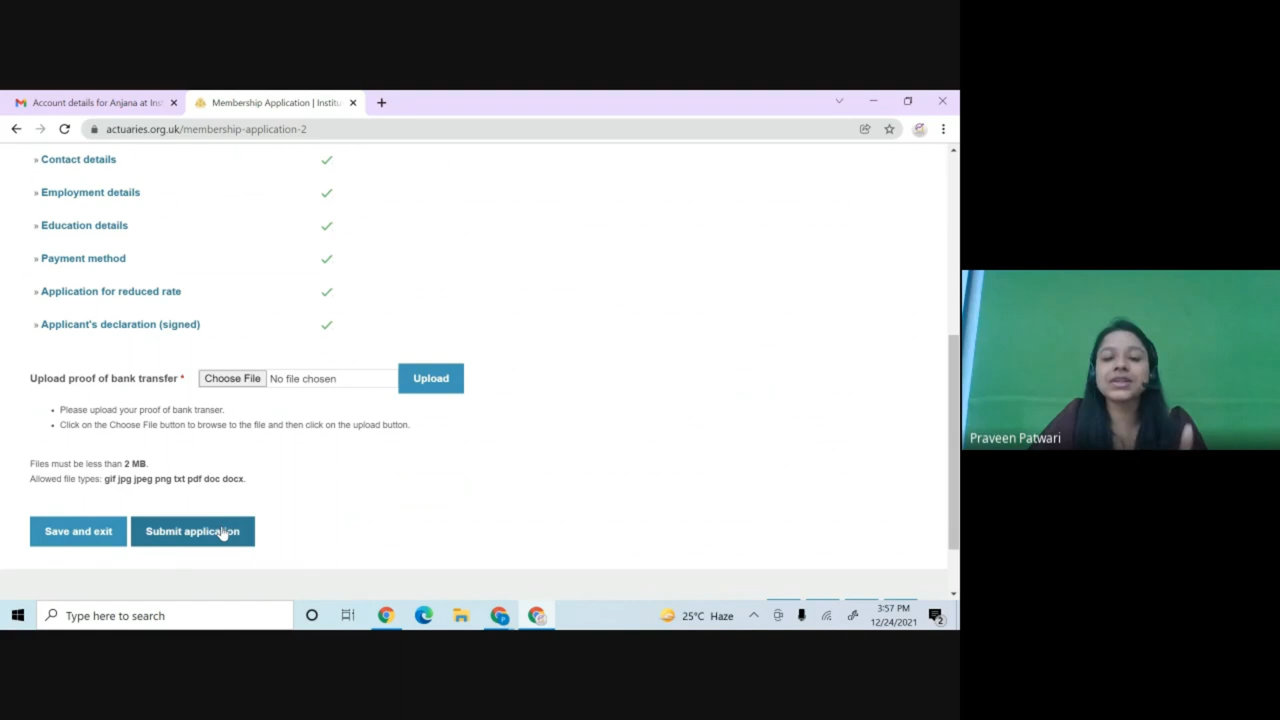 Account details for Anjana at Ins
Membership Application | Institu
actuaries.org.uk/membership-application-2
» Contact details
» Employment details
» Education details
» Payment method
» Application for reduced rate
» Applicant's declaration (signed)
Upload proof of bank transfer * Choose File No file chosen Upload
• Please upload your proof of bank transer.
• Click on the Choose File button to browse to the file and then click on the upload button.
Files must be less than 2 MB.
Allowed file types: gif jpg jpeg png txt pdf doc docx.
Save and exit Submit application
Praveen Patwari
Type here to search
25°C Haze
3:57 PM
12/24/2021
2